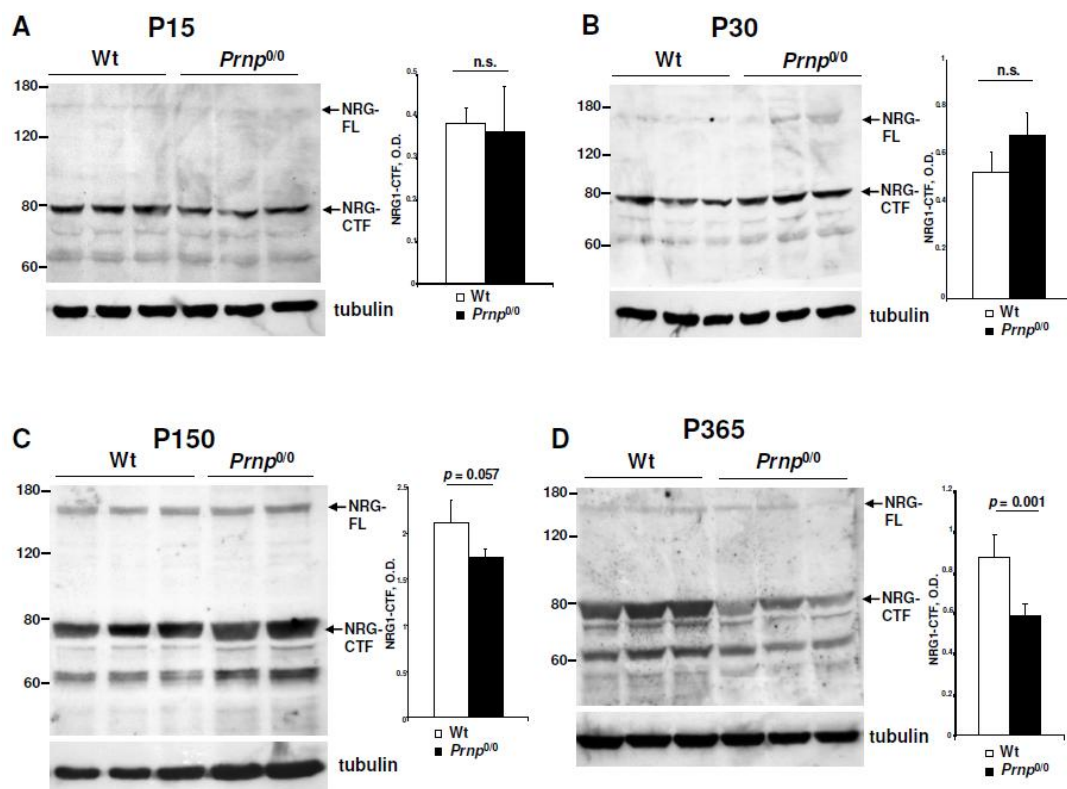 A
P15
Wt
Prnp0/0
180
120
80
60
NRG-
FL
NRG-
CTF
tubulin
NRG1-CTF, O.D.
0.5
0.4
0.3
0.2
0.1
0
n.s.
Wt
Prnp0/0
B
P30
Wt
Prnp0/0
180
120
80
60
NRG-
FL
NRG-
CTF
tubulin
NRG1-CTF, O.D.
1
0.8
0.6
0.4
0.2
0
n.s.
Wt
Prnp0/0
C
P150
Wt
Prnp0/0
180
120
80
60
NRG-
FL
NRG-
CTF
tubulin
NRG1-CTF, O.D.
2.5
2
1.5
1
0.5
0
p = 0.057
Wt
Prnp0/0
D
P365
Wt
Prnp0/0
180
120
80
60
NRG-
FL
NRG-
CTF
tubulin
NRG1-CTF, O.D.
1.2
1
0.8
0.6
0.4
0.2
0
p = 0.001
Wt
Prnp0/0